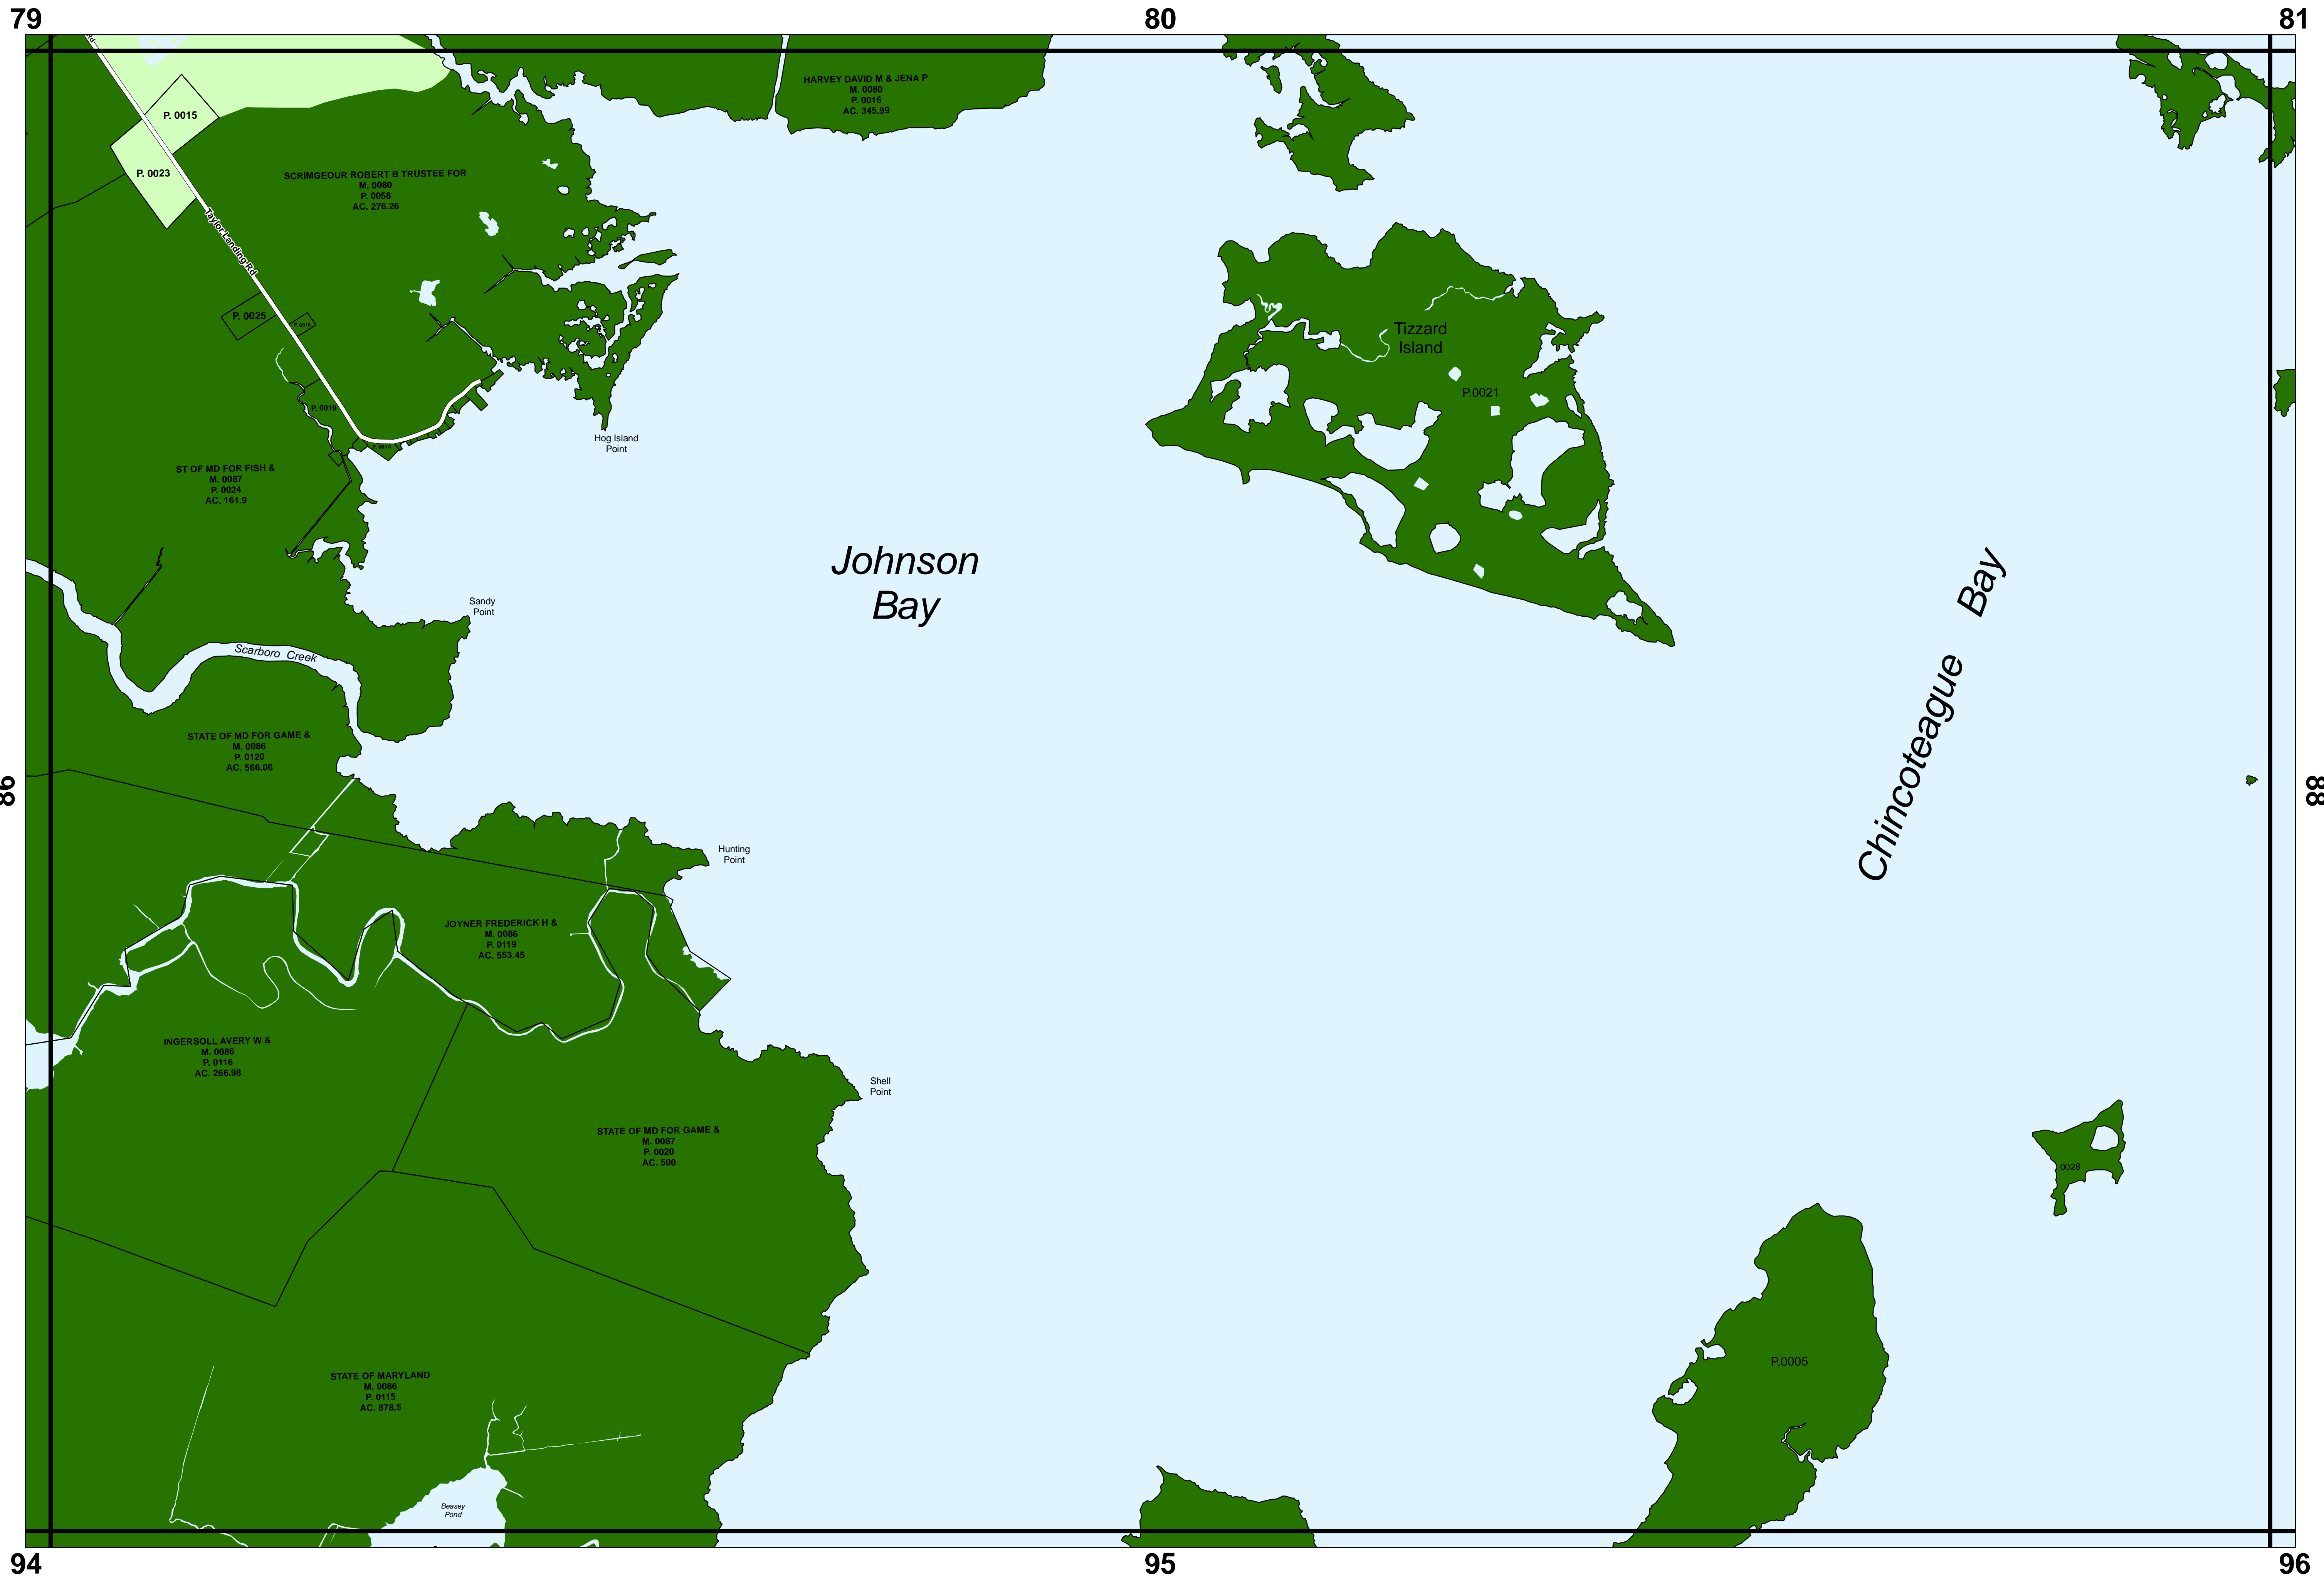 79
80
81
Rd
HARVEY DAVID M & JENA P
M. 0080
P. 0016
AC. 345.99
P. 0015
P. 0023
SCRIMGEOUR ROBERT B TRUSTEE FOR
M. 0080
P. 0058
AC. 276.26
Taylor Landing Rd
P. 0025
Tizzard
Island
P.0021
P. 0019
Hog Island
Point
ST OF MD FOR FISH &
M. 0087
P. 0024
AC. 161.9
Johnson
Bay
Chincoteague Bay
Sandy
Point
Scarboro Creek
STATE OF MD FOR GAME &
M. 0086
P. 0120
AC. 566.06
86
88
Hunting
Point
JOYNER FREDERICK H &
M. 0086
P. 0119
AC. 553.45
INGERSOLL AVERY W &
M. 0086
P. 0116
AC. 266.98
Shell
Point
STATE OF MD FOR GAME &
M. 0087
P. 0020
AC. 500
0028
P.0005
STATE OF MARYLAND
M. 0086
P. 0115
AC. 878.5
Beasey
Pond
94
95
96